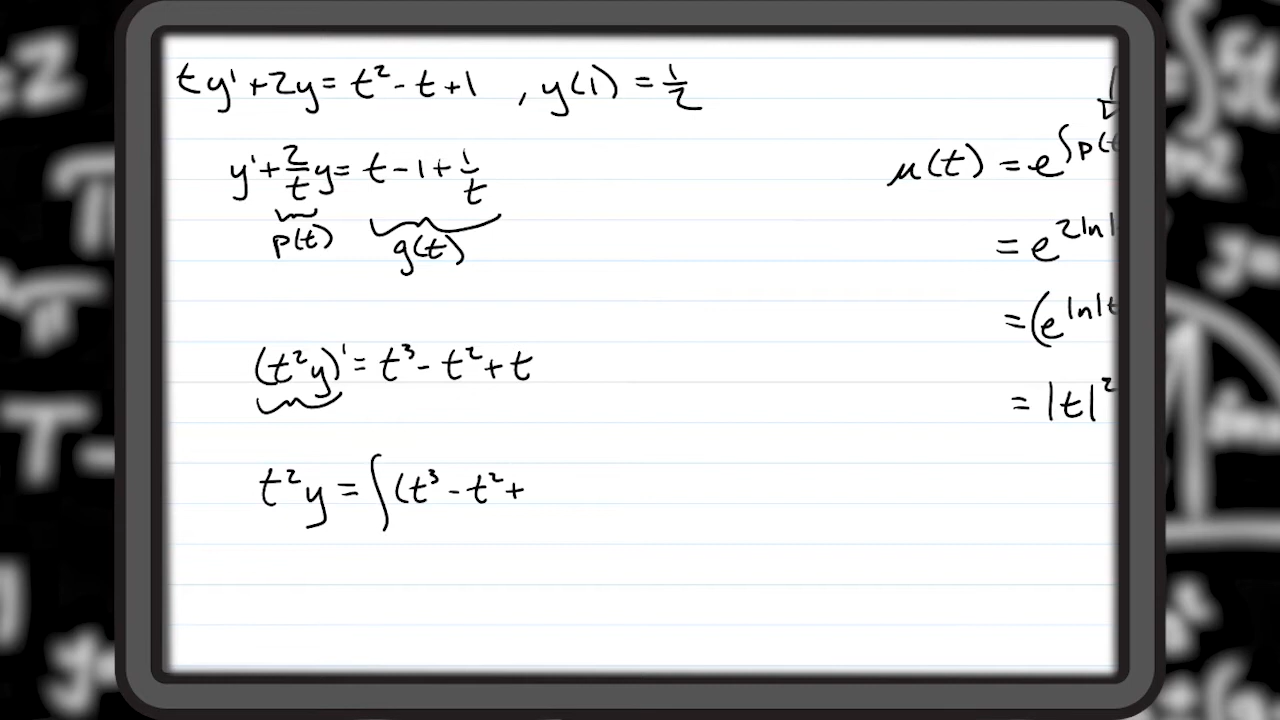 ty' + 2y = t² - t + 1 , y(1) = 1/2
y' + 2/t y = t - 1 + 1/t
p(t) g(t)
(t²y)' = t³ - t² + t
t²y = ∫(t³ - t² +
μ(t) = e^∫p(t
= e^2ln|
= (e^ln|t
= |t|²